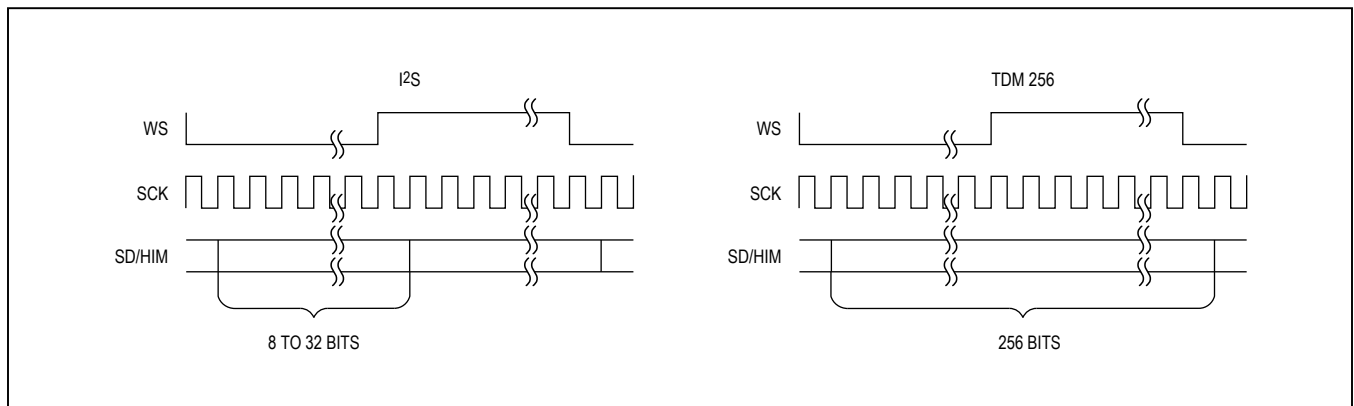 I²S
WS
SCK
SD/HIM
8 TO 32 BITS
TDM 256
WS
SCK
SD/HIM
256 BITS